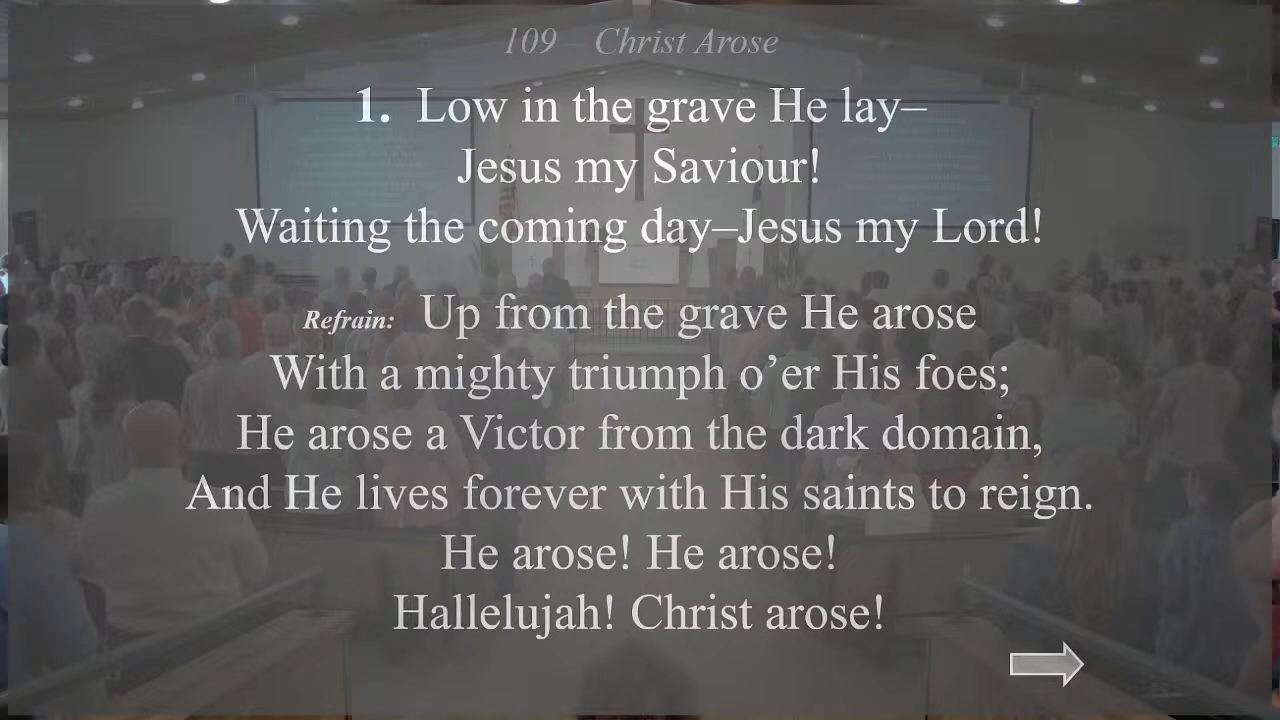 109 – Christ Arose
1. Low in the grave He lay–
Jesus my Saviour!
Waiting the coming day–Jesus my Lord!
Refrain: Up from the grave He arose
With a mighty triumph o’er His foes;
He arose a Victor from the dark domain,
And He lives forever with His saints to reign.
He arose! He arose!
Hallelujah! Christ arose!